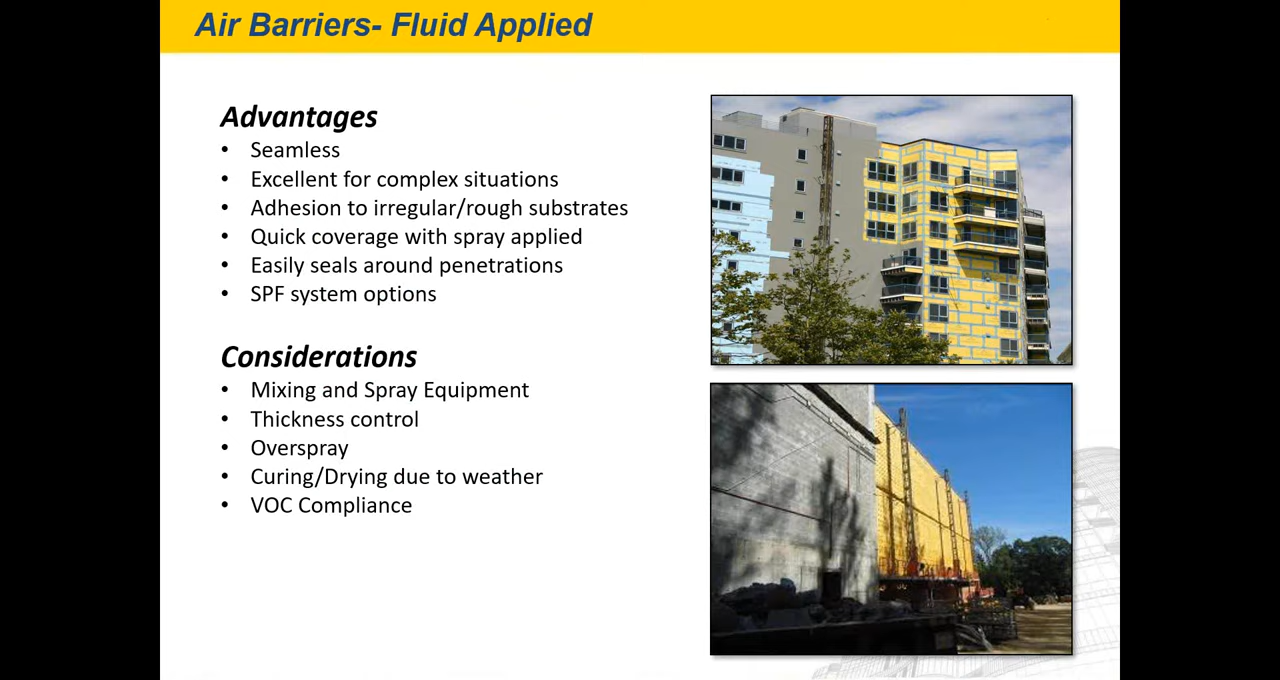 Air Barriers- Fluid Applied
Advantages
• Seamless
• Excellent for complex situations
• Adhesion to irregular/rough substrates
• Quick coverage with spray applied
• Easily seals around penetrations
• SPF system options
Considerations
• Mixing and Spray Equipment
• Thickness control
• Overspray
• Curing/Drying due to weather
• VOC Compliance